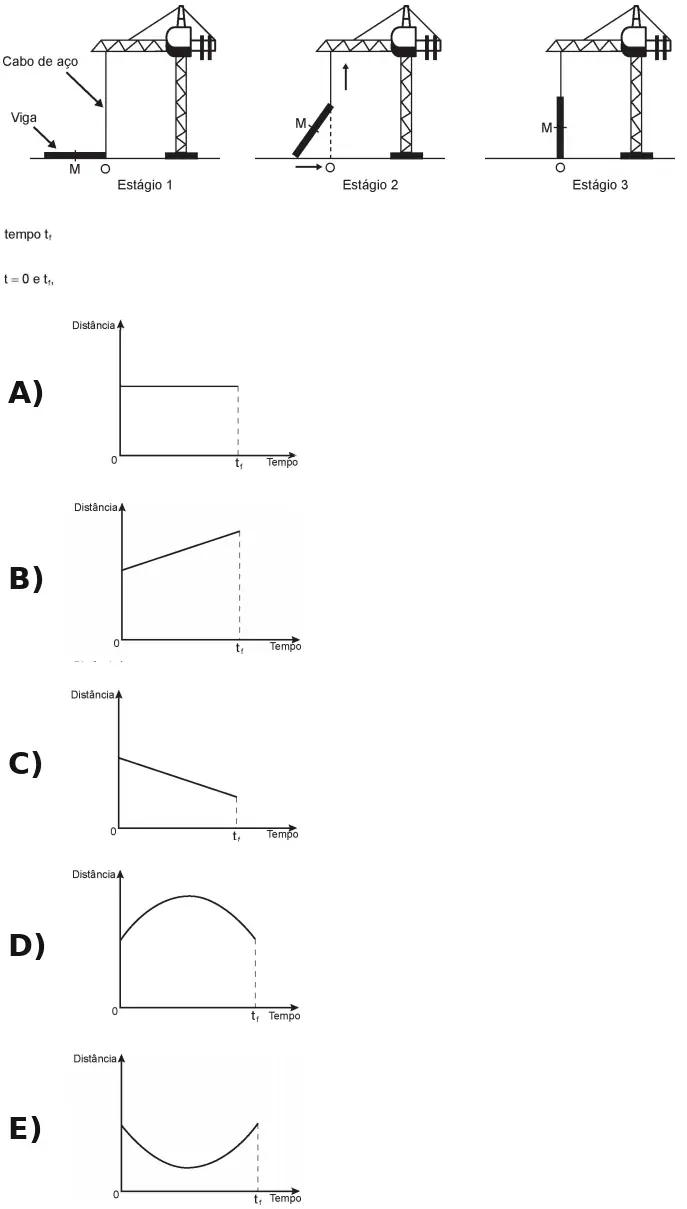 Cabo de aço
Viga
M
M
M
O
O
O
Estágio 1
Estágio 2
Estágio 3
tempo tf
t = 0 e tf,
A)
Distância
0
tf
Tempo
B)
Distância
0
tf
Tempo
C)
Distância
0
tf
Tempo
D)
Distância
0
tf
Tempo
E)
Distância
0
tf
Tempo